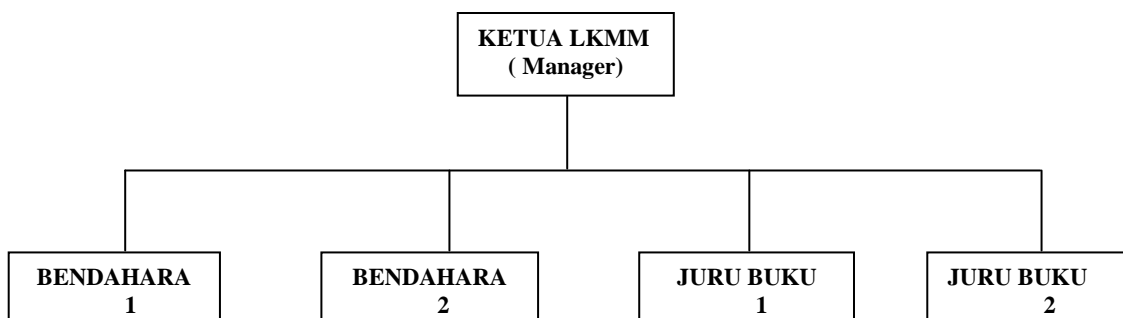 KETUA LKMM
( Manager)
BENDAHARA
1
BENDAHARA
2
JURU BUKU
1
JURU BUKU
2